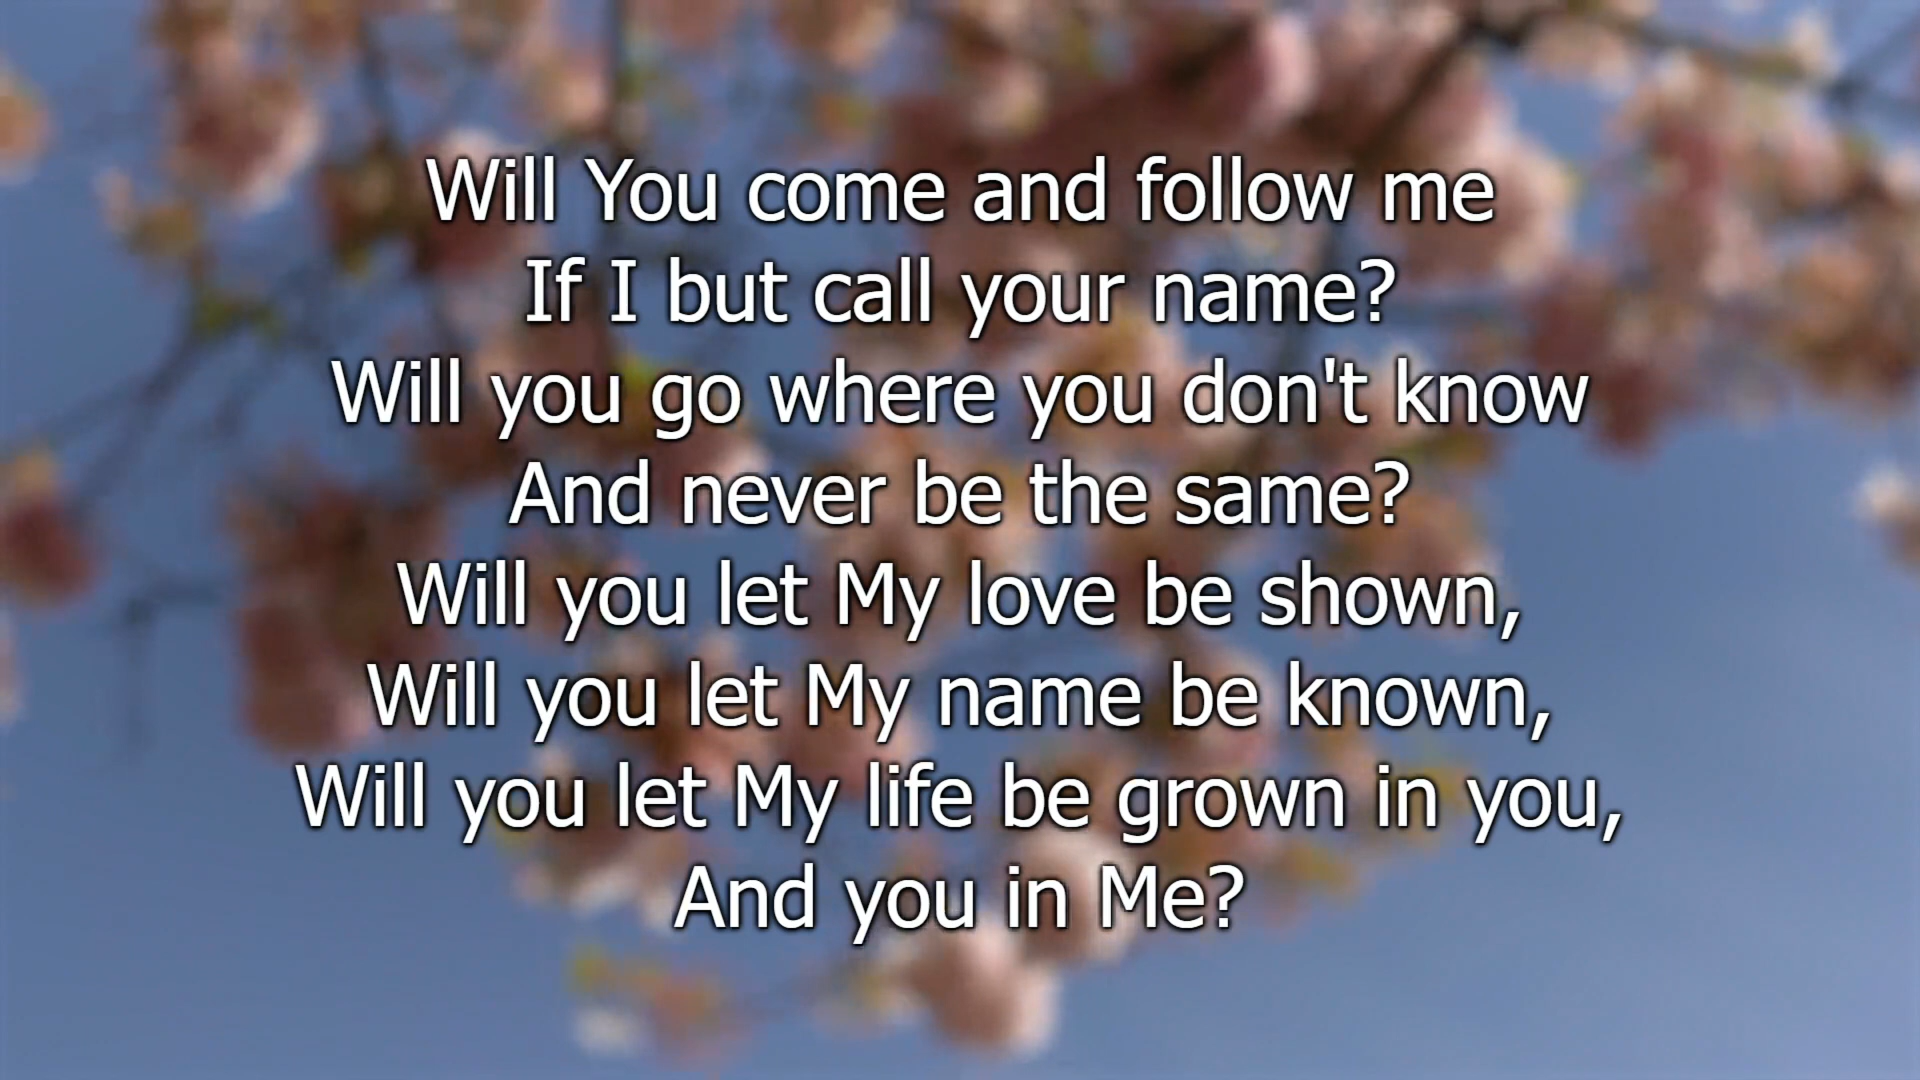 Will You come and follow me
If I but call your name?
Will you go where you don't know
And never be the same?
Will you let My love be shown,
Will you let My name be known,
Will you let My life be grown in you,
And you in Me?